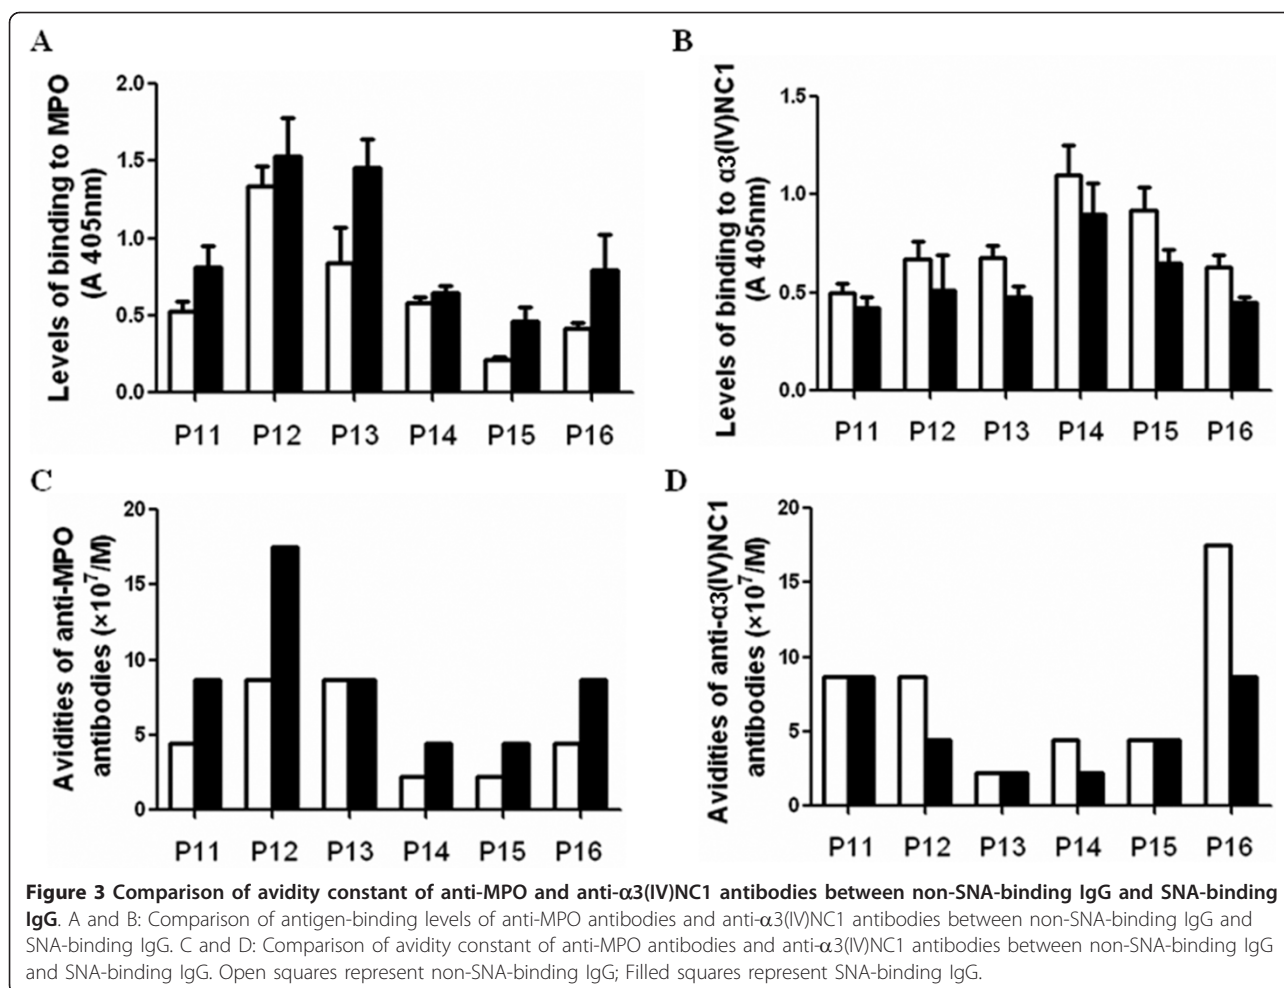 A
Levels of binding to MPO
(A 405nm)
2.0
1.5
1.0
0.5
0.0
P11 P12 P13 P14 P15 P16
B
Levels of binding to α3(IV)NC1
(A 405nm)
1.5
1.0
0.5
0.0
P11 P12 P13 P14 P15 P16
C
Avidities of anti-MPO
antibodies (×10⁷/M)
20
15
10
5
0
P11 P12 P13 P14 P15 P16
D
Avidities of anti-α3(IV)NC1
antibodies (×10⁷/M)
20
15
10
5
0
P11 P12 P13 P14 P15 P16
Figure 3 Comparison of avidity constant of anti-MPO and anti-α3(IV)NC1 antibodies between non-SNA-binding IgG and SNA-binding
IgG. A and B: Comparison of antigen-binding levels of anti-MPO antibodies and anti-α3(IV)NC1 antibodies between non-SNA-binding IgG and
SNA-binding IgG. C and D: Comparison of avidity constant of anti-MPO antibodies and anti-α3(IV)NC1 antibodies between non-SNA-binding IgG
and SNA-binding IgG. Open squares represent non-SNA-binding IgG; Filled squares represent SNA-binding IgG.